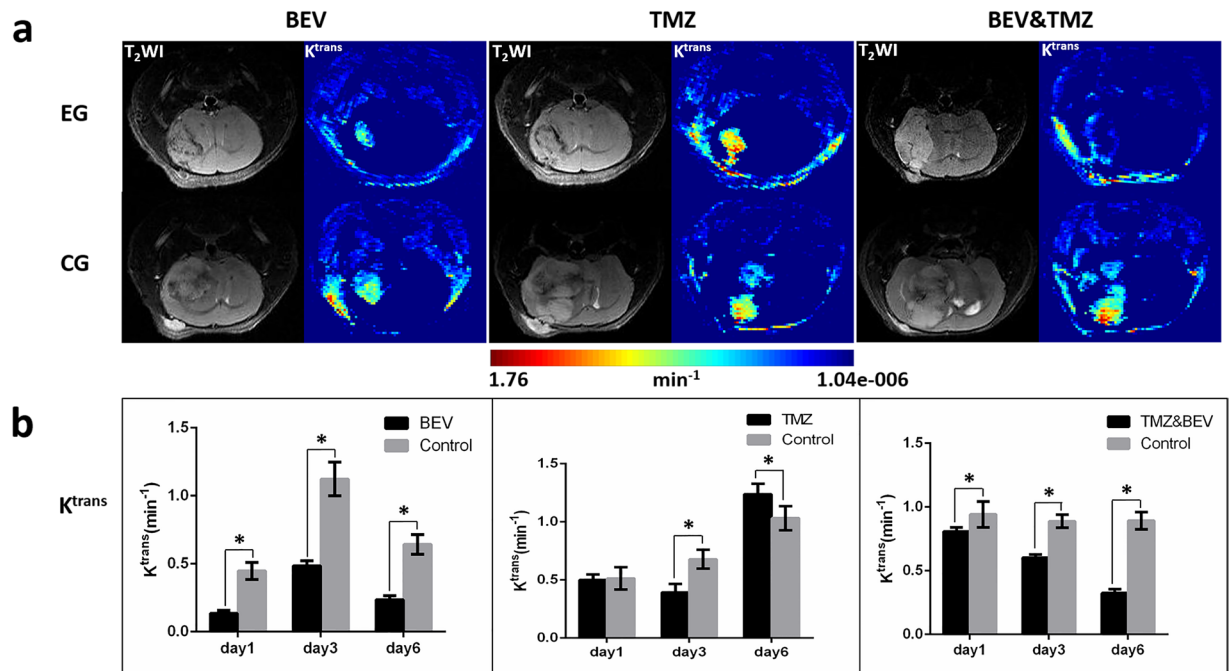 a
BEV
TMZ
BEV&TMZ
T₂WI
Kᵗʳᵃⁿˢ
T₂WI
Kᵗʳᵃⁿˢ
T₂WI
Kᵗʳᵃⁿˢ
EG
CG
1.76
min⁻¹
1.04e-006
b
Kᵗʳᵃⁿˢ
Kᵗʳᵃⁿˢ(min⁻¹)
1.5
1.0
0.5
0.0
BEV
Control
*
*
*
day1
day3
day6
Kᵗʳᵃⁿˢ(min⁻¹)
1.5
1.0
0.5
0.0
TMZ
Control
*
*
day1
day3
day6
Kᵗʳᵃⁿˢ(min⁻¹)
1.5
1.0
0.5
0.0
TMZ&BEV
Control
*
*
*
day1
day3
day6